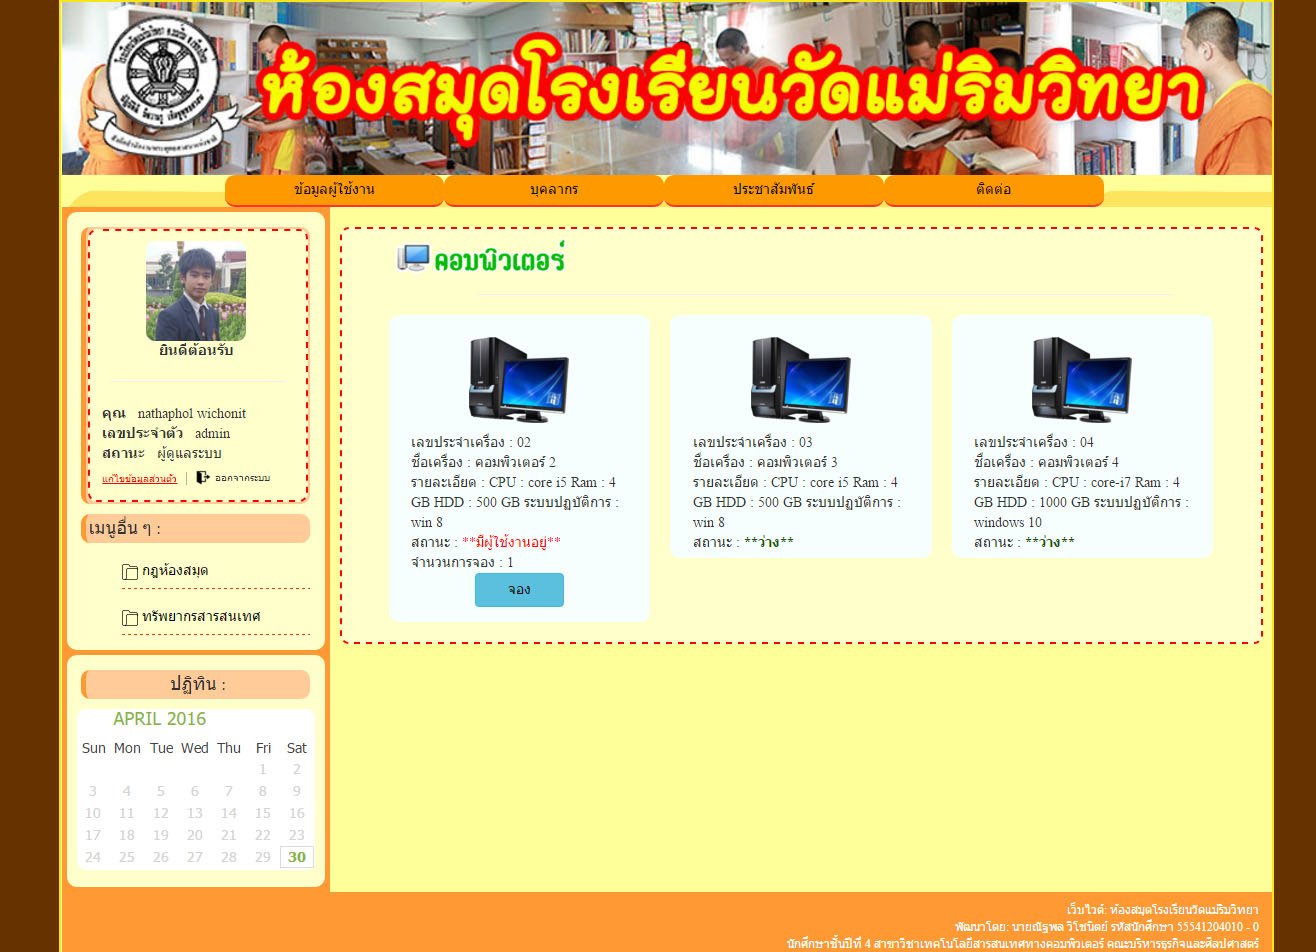 ห้องสมุดโรงเรียนวัดแม่ริมวิทยา
ข้อมูลผู้ใช้งาน
บุคลากร
ประชาสัมพันธ์
ติดต่อ
ยินดีต้อนรับ
คุณ nathaphol wichonit
เลขประจำตัว admin
สถานะ ผู้ดูแลระบบ
แก้ไขข้อมูลส่วนตัว | ออกจากระบบ
เมนูอื่น ๆ :
กฎห้องสมุด
ทรัพยากรสารสนเทศ
ปฏิทิน :
APRIL 2016
Sun Mon Tue Wed Thu Fri Sat
1 2
3 4 5 6 7 8 9
10 11 12 13 14 15 16
17 18 19 20 21 22 23
24 25 26 27 28 29 30
คอมพิวเตอร์
เลขประจำเครื่อง : 02
ชื่อเครื่อง : คอมพิวเตอร์ 2
รายละเอียด : CPU : core i5 Ram : 4
GB HDD : 500 GB ระบบปฏิบัติการ :
win 8
สถานะ : **มีผู้ใช้งานอยู่**
จำนวนการจอง : 1
จอง
เลขประจำเครื่อง : 03
ชื่อเครื่อง : คอมพิวเตอร์ 3
รายละเอียด : CPU : core i5 Ram : 4
GB HDD : 500 GB ระบบปฏิบัติการ :
win 8
สถานะ : **ว่าง**
เลขประจำเครื่อง : 04
ชื่อเครื่อง : คอมพิวเตอร์ 4
รายละเอียด : CPU : core-i7 Ram : 4
GB HDD : 1000 GB ระบบปฏิบัติการ :
windows 10
สถานะ : **ว่าง**
เว็บไวต์: ห้องสมุดโรงเรียนวัดแม่ริมวิทยา
พัฒนาโดย: นายณัฐพล วิโชนิตย์ รหัสนักศึกษา 55541204010 - 0
นักศึกษาชั้นปีที่ 4 สาขาวิชาเทคโนโลยีสารสนเทศทางคอมพิวเตอร์ คณะบริหารธุรกิจและศิลปศาสตร์